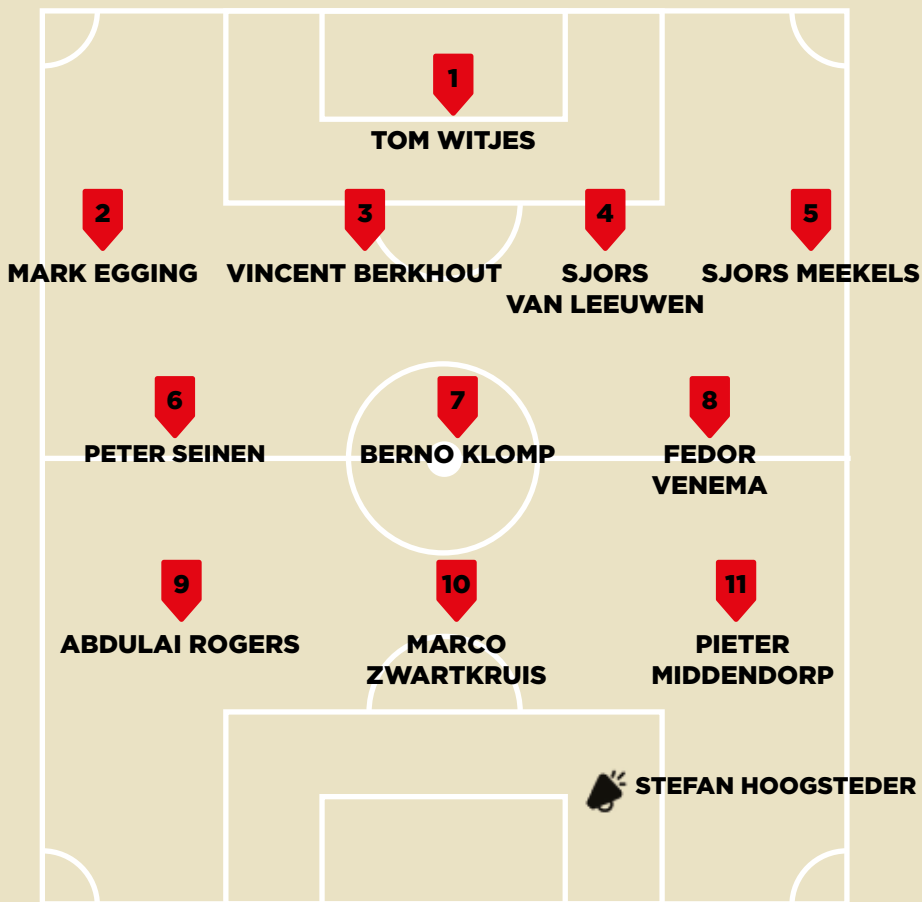 1
TOM WITJES
2
3
4
5
MARK EGGING
VINCENT BERKHOUT
SJORS
VAN LEEUWEN
SJORS MEEKELS
6
7
8
PETER SEINEN
BERNO KLOMP
FEDOR
VENEMA
9
10
11
ABDULAI ROGERS
MARCO
ZWARTKRUIS
PIETER
MIDDENDORP
STEFAN HOOGSTEDER